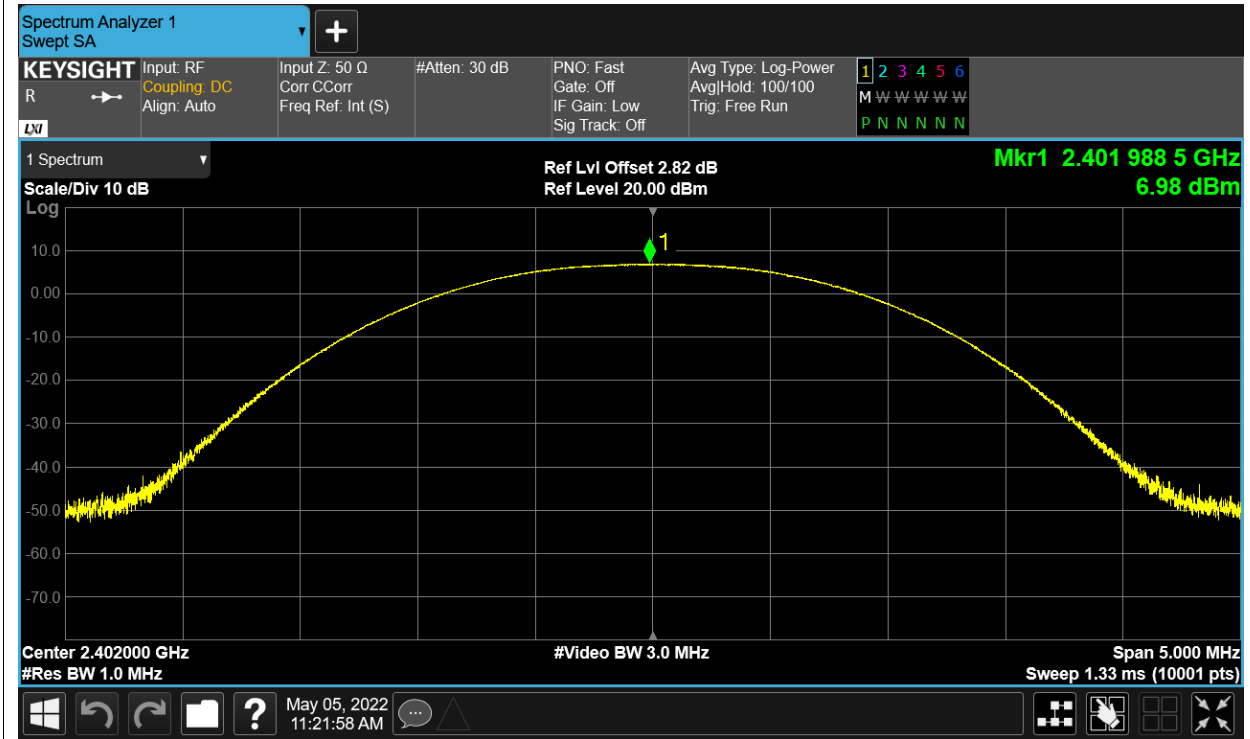 Spectrum Analyzer 1
Swept SA
KEYSIGHT
R
LXI
Input: RF
Coupling: DC
Align: Auto
Input Z: 50 Ω
Corr CCorr
Freq Ref: Int (S)
#Atten: 30 dB
PNO: Fast
Gate: Off
IF Gain: Low
Sig Track: Off
Avg Type: Log-Power
Avg|Hold: 100/100
Trig: Free Run
1 2 3 4 5 6
M W W W W W
P N N N N N
1 Spectrum
Scale/Div 10 dB
Log
Ref Lvl Offset 2.82 dB
Ref Level 20.00 dBm
Mkr1 2.401 988 5 GHz
6.98 dBm
1
10.0
0.00
-10.0
-20.0
-30.0
-40.0
-50.0
-60.0
-70.0
Center 2.402000 GHz
#Res BW 1.0 MHz
#Video BW 3.0 MHz
Span 5.000 MHz
Sweep 1.33 ms (10001 pts)
?
May 05, 2022
11:21:58 AM